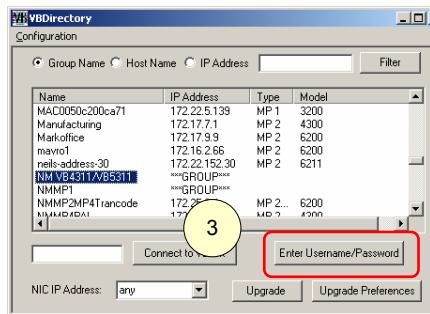 VBDirectory
Configuration
Group Name Host Name IP Address Filter
Name IP Address Type Model
MAC0050c200ca71 172.22.5.139 MP 1 3200
Manufacturing 172.17.7.1 MP 2 4300
Markoffice 172.17.9.9 MP 2 6200
mavro1 172.16.2.66 MP 2 6200
neils-address-30 172.22.152.30 MP 2 6211
NM VB4311/VB5311 ***GROUP***
NMMP1 ***GROUP***
NMMP2MP4Trancode MP 2... 6200
3
Connect to Enter Username/Password
NIC IP Address: any Upgrade Upgrade Preferences